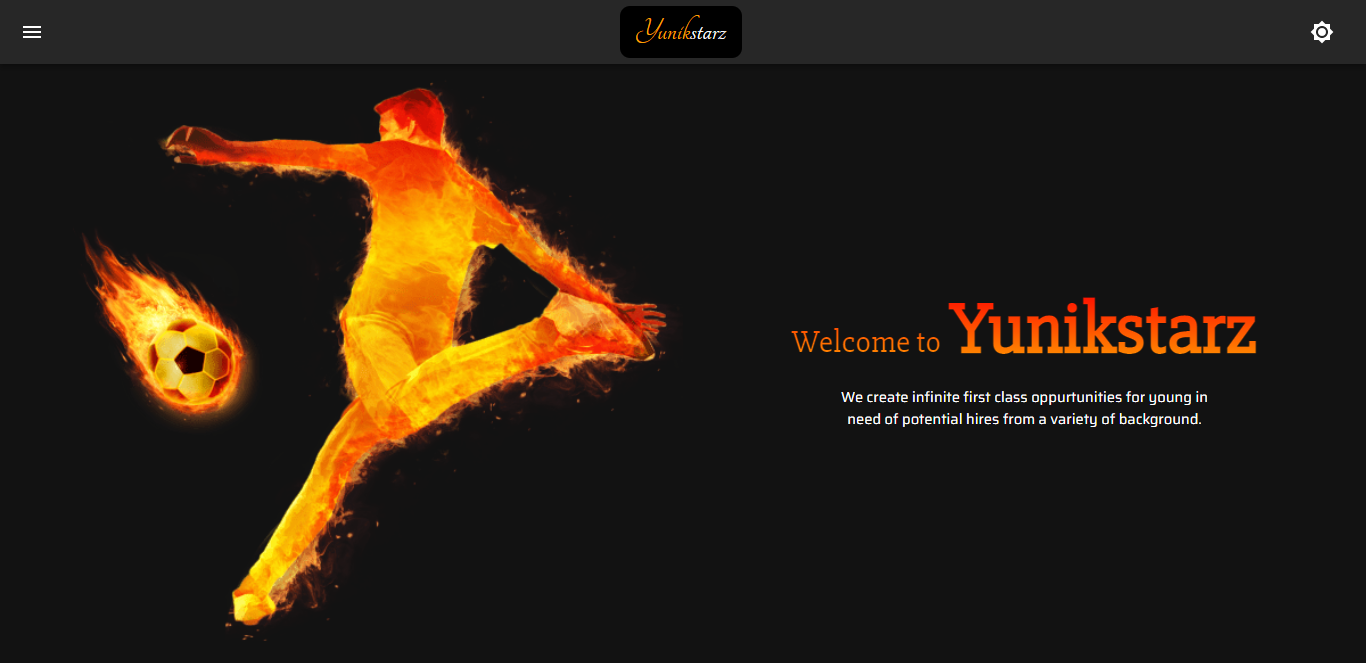 Yunikstarz
Welcome to Yunikstarz
We create infinite first class oppurtunities for young in
need of potential hires from a variety of background.